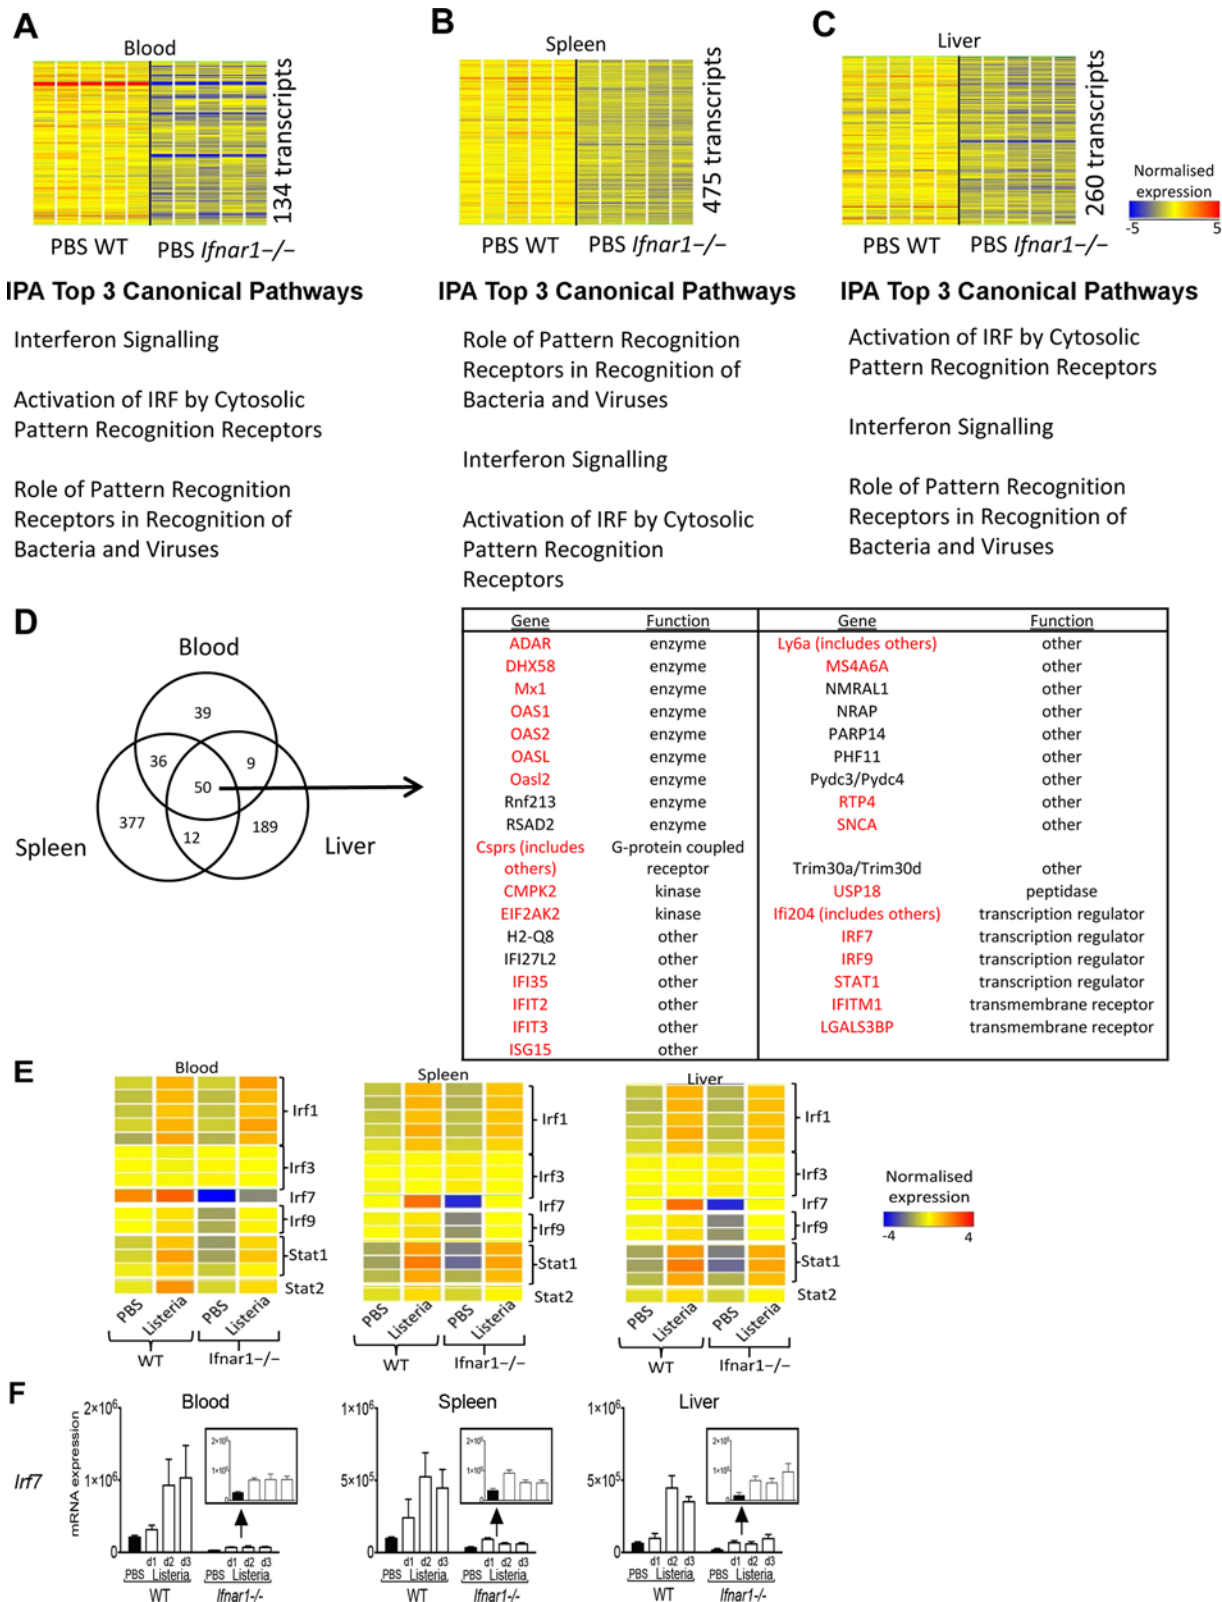 A
Blood
134 transcripts
PBS WT
PBS Ifnar1−/−
B
Spleen
475 transcripts
PBS WT
PBS Ifnar1−/−
C
Liver
260 transcripts
PBS WT
PBS Ifnar1−/−
Normalised
expression
-5 5
IPA Top 3 Canonical Pathways
Interferon Signalling
Activation of IRF by Cytosolic
Pattern Recognition Receptors
Role of Pattern Recognition
Receptors in Recognition of
Bacteria and Viruses
IPA Top 3 Canonical Pathways
Role of Pattern Recognition
Receptors in Recognition of
Bacteria and Viruses
Interferon Signalling
Activation of IRF by Cytosolic
Pattern Recognition
Receptors
IPA Top 3 Canonical Pathways
Activation of IRF by Cytosolic
Pattern Recognition Receptors
Interferon Signalling
Role of Pattern Recognition
Receptors in Recognition of
Bacteria and Viruses
D
Blood
39
36 9
50
377 12 189
Spleen Liver
Gene Function Gene Function
ADAR enzyme Ly6a (includes others) other
DHX58 enzyme MS4A6A other
Mx1 enzyme NMRAL1 other
OAS1 enzyme NRAP other
OAS2 enzyme PARP14 other
OASL enzyme PHF11 other
Oasl2 enzyme Pydc3/Pydc4 other
Rnf213 enzyme RTP4 other
RSAD2 enzyme SNCA other
Csprs (includes G-protein coupled
others) receptor Trim30a/Trim30d other
CMPK2 kinase USP18 peptidase
EIF2AK2 kinase Ifi204 (includes others) transcription regulator
H2-Q8 other IRF7 transcription regulator
IFI27L2 other IRF9 transcription regulator
IFI35 other STAT1 transcription regulator
IFIT2 other IFITM1 transmembrane receptor
IFIT3 other LGALS3BP transmembrane receptor
ISG15 other
E
Blood
Irf1
Irf3
Irf7
Irf9
Stat1
Stat2
PBS Listeria PBS Listeria
WT Ifnar1−/−
Spleen
Irf1
Irf3
Irf7
Irf9
Stat1
Stat2
PBS Listeria PBS Listeria
WT Ifnar1−/−
Liver
Irf1
Irf3
Irf7
Irf9
Stat1
Stat2
PBS Listeria PBS Listeria
WT Ifnar1−/−
Normalised
expression
-4 4
F
Irf7
mRNA expression
Blood
2×10⁶
1×10⁶
0
2×10⁵
1×10⁵
0
d1 d2 d3 d1 d2 d3
PBS Listeria PBS Listeria
WT Ifnar1-/-
Spleen
1×10⁶
5×10⁵
0
2×10⁵
1×10⁵
0
d1 d2 d3 d1 d2 d3
PBS Listeria PBS Listeria
WT Ifnar1-/-
Liver
1×10⁶
5×10⁵
0
2×10⁵
1×10⁵
0
d1 d2 d3 d1 d2 d3
PBS Listeria PBS Listeria
WT Ifnar1-/-